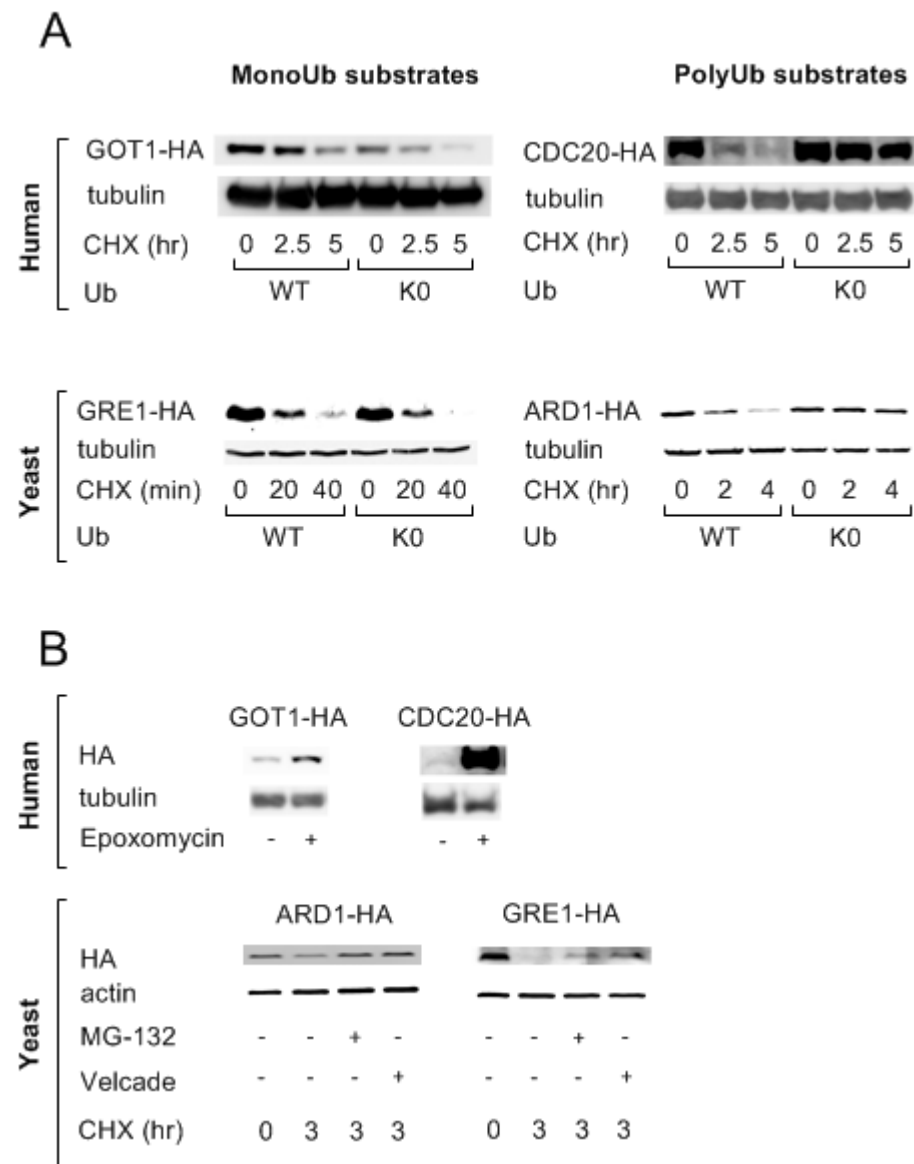 A
MonoUb substrates
PolyUb substrates
Human
GOT1-HA
tubulin
CHX (hr) 0 2.5 5 0 2.5 5
Ub WT K0
CDC20-HA
tubulin
CHX (hr) 0 2.5 5 0 2.5 5
Ub WT K0
Yeast
GRE1-HA
tubulin
CHX (min) 0 20 40 0 20 40
Ub WT K0
ARD1-HA
tubulin
CHX (hr) 0 2 4 0 2 4
Ub WT K0
B
Human
GOT1-HA CDC20-HA
HA
tubulin
Epoxomycin - + - +
Yeast
ARD1-HA GRE1-HA
HA
actin
MG-132 - - + - - - + -
Velcade - - - + - - - +
CHX (hr) 0 3 3 3 0 3 3 3